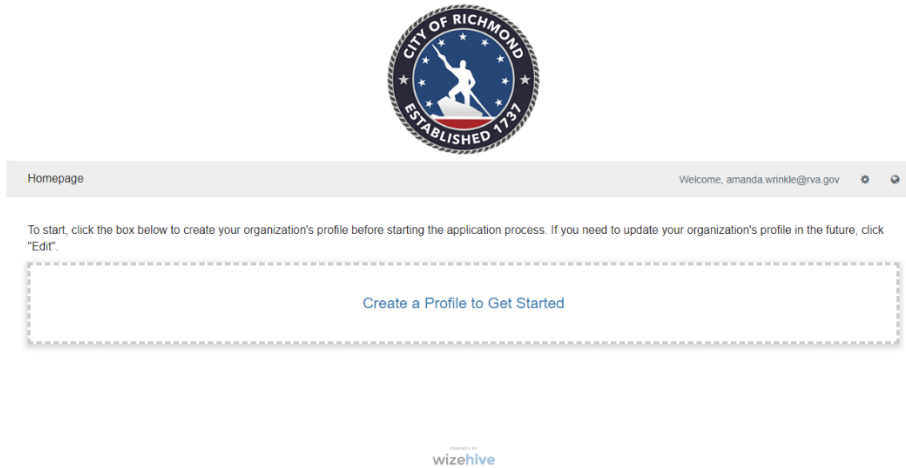 CITY OF RICHMOND
ESTABLISHED 1737
Homepage
Welcome, amanda.wrinkle@rva.gov
To start, click the box below to create your organization's profile before starting the application process. If you need to update your organization's profile in the future, click
"Edit".
Create a Profile to Get Started
POWERED BY
wizehive